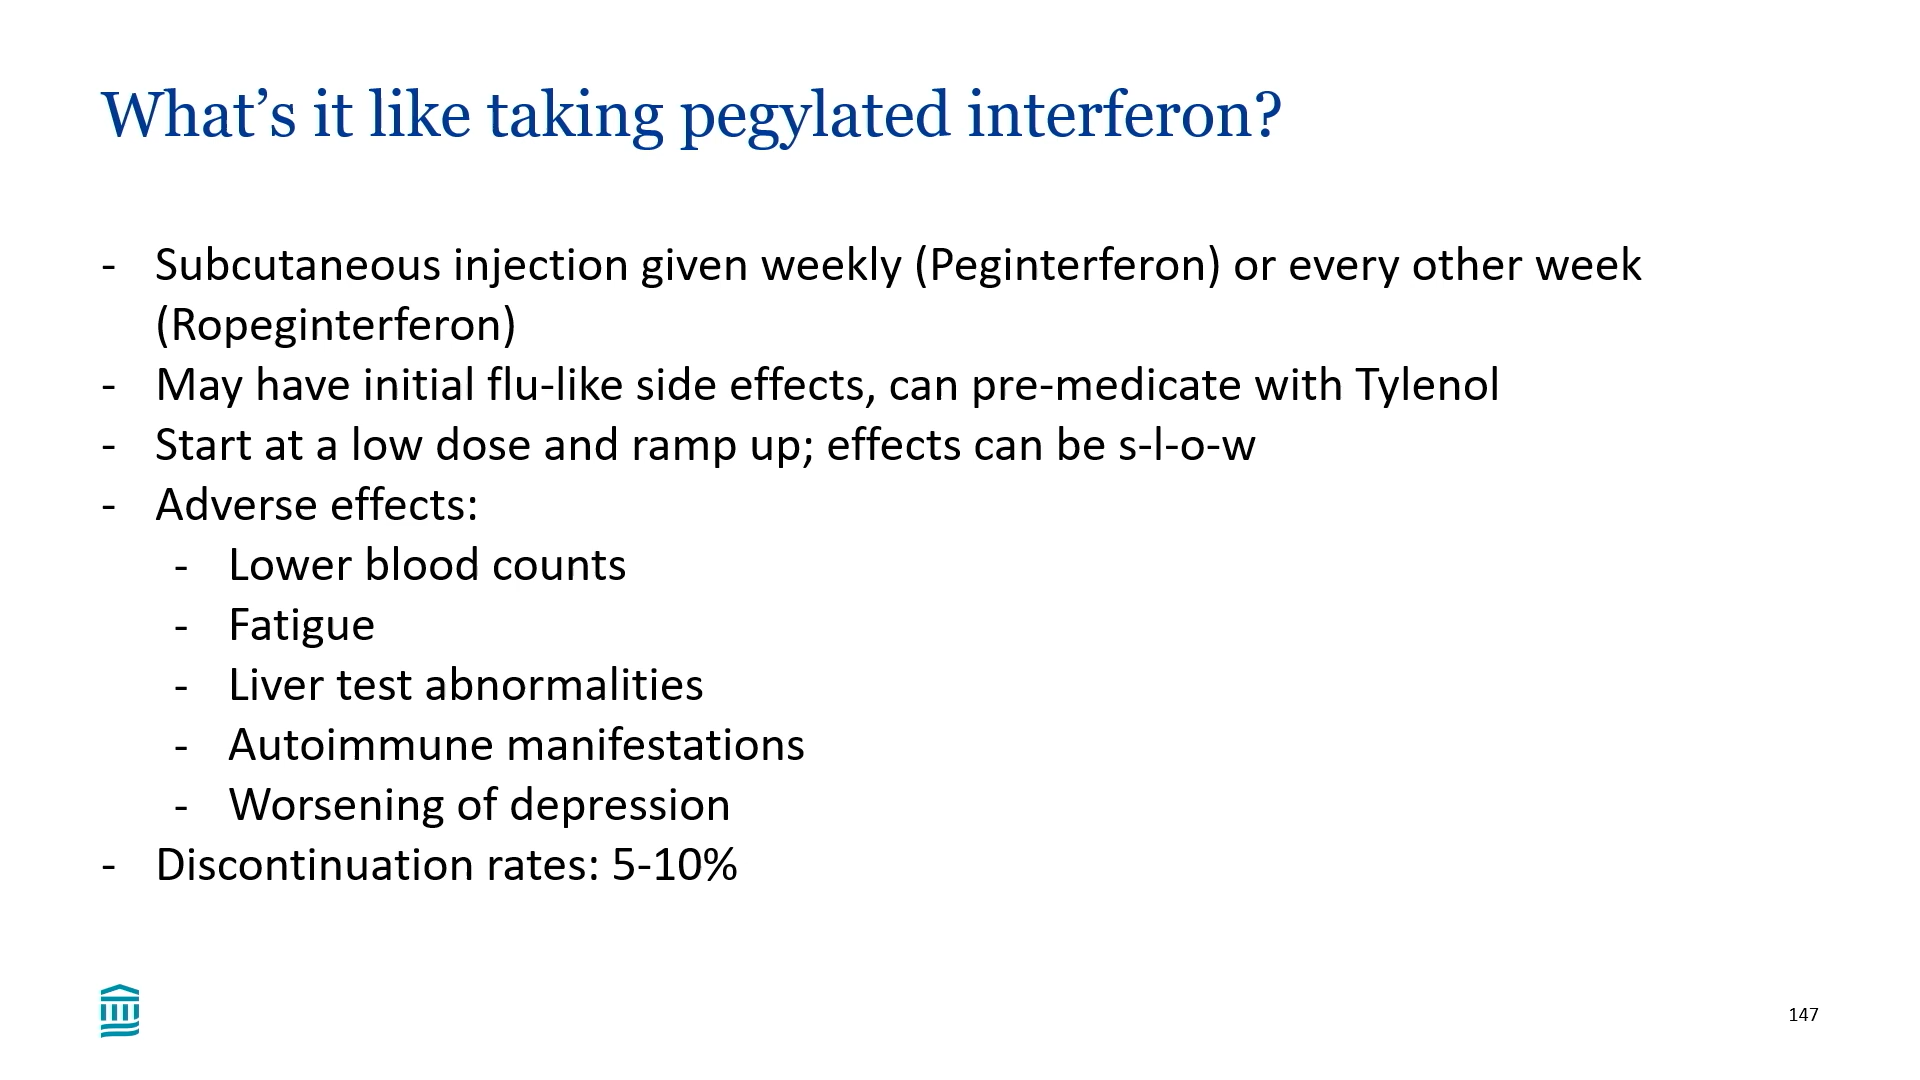 What’s it like taking pegylated interferon?
- Subcutaneous injection given weekly (Peginterferon) or every other week
(Ropeginterferon)
- May have initial flu-like side effects, can pre-medicate with Tylenol
- Start at a low dose and ramp up; effects can be s-l-o-w
- Adverse effects:
- Lower blood counts
- Fatigue
- Liver test abnormalities
- Autoimmune manifestations
- Worsening of depression
- Discontinuation rates: 5-10%
147